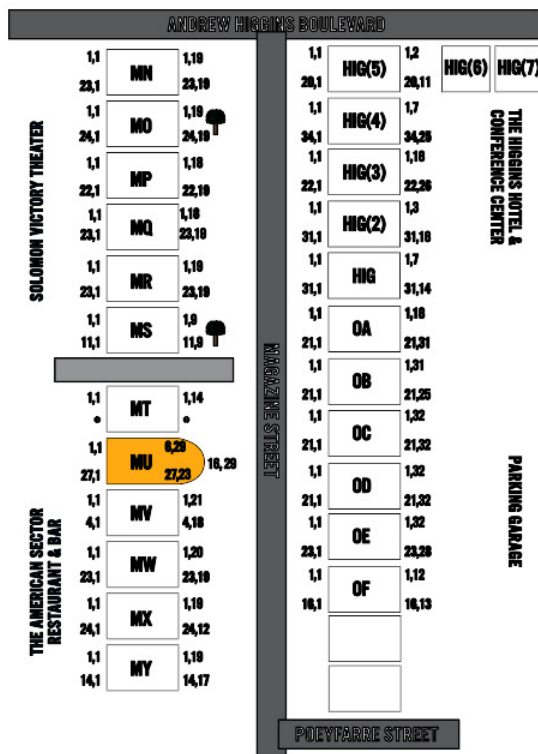 ANDREW HIGGINS BOULEVARD
1,1 MN 1,19
23,1 23,19
1,1 MO 1,19
24,1 24,19
1,1 MP 1,18
22,1 22,19
1,1 MQ 1,18
23,1 23,19
1,1 MR 1,19
23,1 23,19
1,1 MS 1,9
11,1 11,9
1,1 MT 1,14
1,1 6,29
MU 16,29
27,1 27,23
1,1 MV 1,21
4,1 4,18
1,1 MW 1,20
23,1 23,19
1,1 MX 1,19
24,1 24,12
1,1 MY 1,19
14,1 14,17
SOLOMON VICTORY THEATER
THE AMERICAN SECTOR
RESTAURANT & BAR
MAGAZINE STREET
1,1 HIG(5) 1,2
20,11
HIG(6) HIG(7)
1,1 HIG(4) 1,7
34,1 34,25
1,1 HIG(3) 1,18
22,1 22,26
1,1 HIG(2) 1,3
31,1 31,18
1,1 HIG 1,7
31,1 31,14
1,1 OA 1,18
21,1 21,31
1,1 OB 1,31
21,1 21,25
1,1 OC 1,32
21,1 21,32
1,1 OD 1,32
21,1 21,32
1,1 OE 1,32
23,1 23,28
1,1 OF 1,12
16,1 16,13
THE HIGGINS HOTEL &
CONFERENCE CENTER
PARKING GARAGE
POEYFARRE STREET